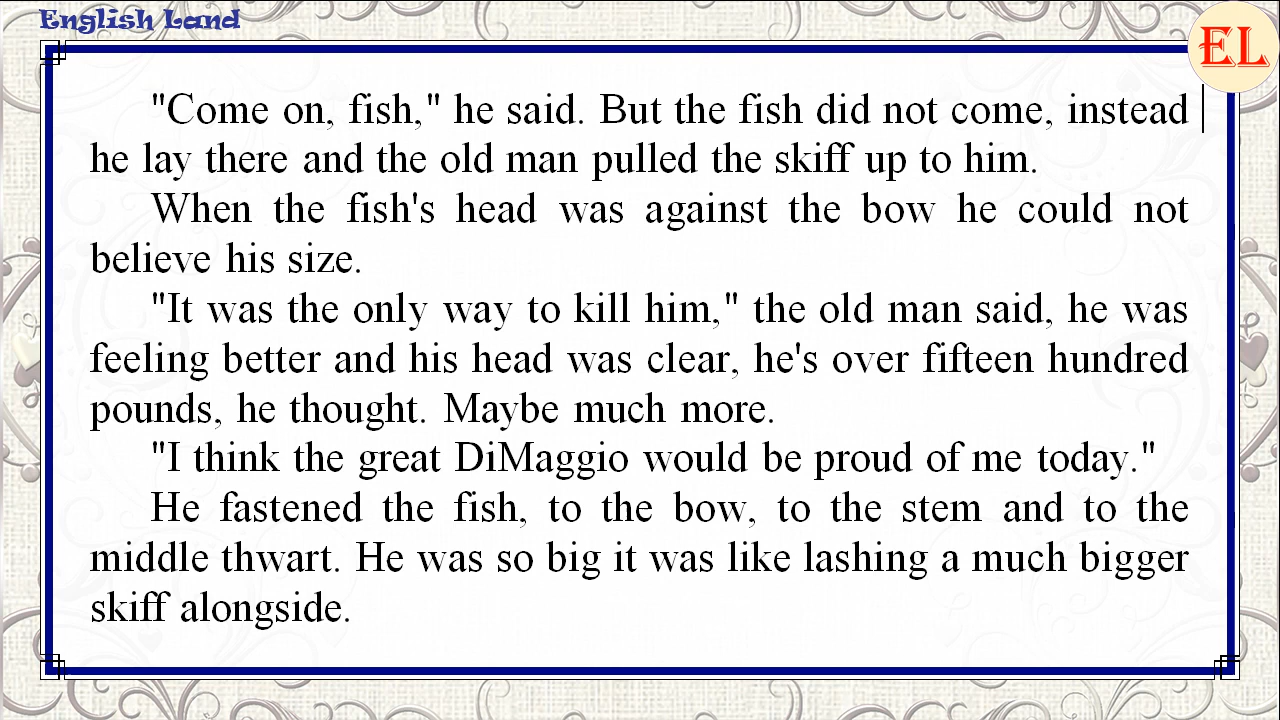 English Land
EL
"Come on, fish," he said. But the fish did not come, instead
he lay there and the old man pulled the skiff up to him.
When the fish's head was against the bow he could not
believe his size.
"It was the only way to kill him," the old man said, he was
feeling better and his head was clear, he's over fifteen hundred
pounds, he thought. Maybe much more.
"I think the great DiMaggio would be proud of me today."
He fastened the fish, to the bow, to the stem and to the
middle thwart. He was so big it was like lashing a much bigger
skiff alongside.